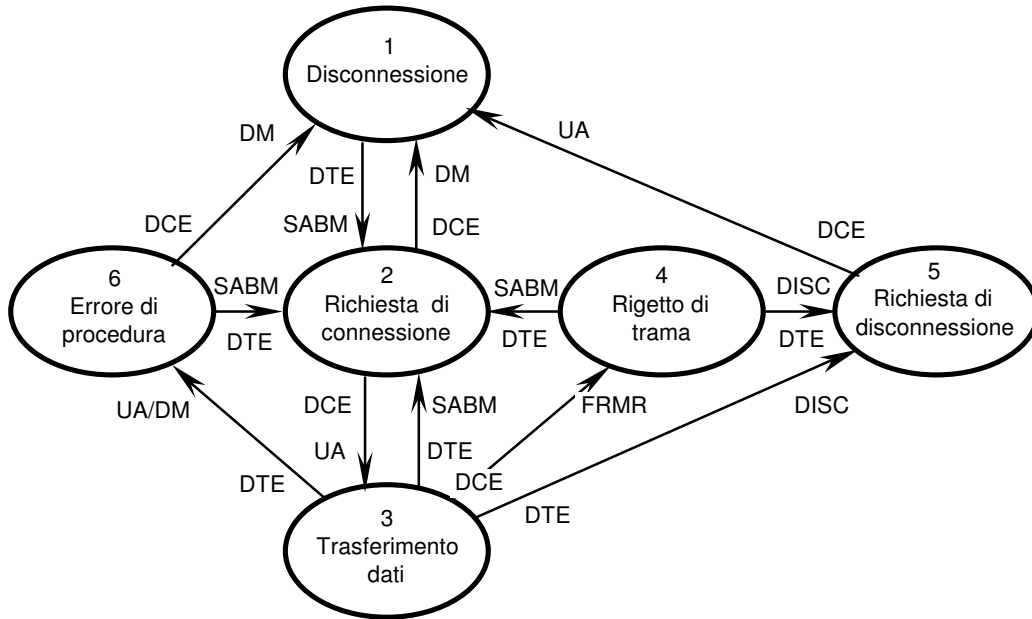 1
Disconnessione
DM
UA
DTE
DM
SABM
DCE
DCE
DCE
6
Errore di
procedura
SABM
DTE
2
Richiesta di
connessione
SABM
DTE
4
Rigetto di
trama
DISC
DTE
5
Richiesta di
disconnessione
UA/DM
DCE
SABM
FRMR
DISC
UA
DTE
DTE
DCE
DTE
3
Trasferimento
dati